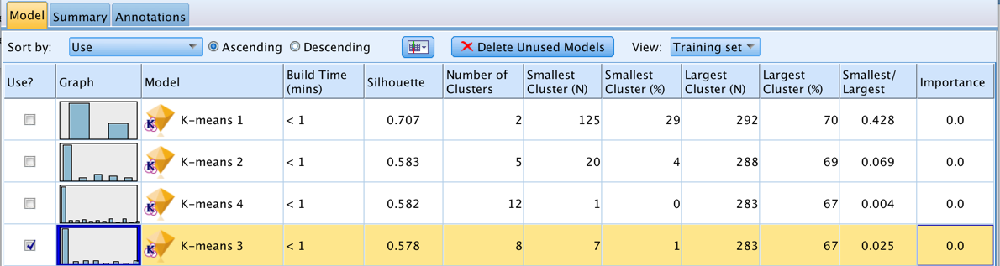 Model Summary Annotations
Sort by: Use Ascending Descending Delete Unused Models View: Training set
Use? Graph Model Build Time (mins) Silhouette Number of Clusters Smallest Cluster (N) Smallest Cluster (%) Largest Cluster (N) Largest Cluster (%) Smallest/ Largest Importance
K K-means 1 < 1 0.707 2 125 29 292 70 0.428 0.0
K K-means 2 < 1 0.583 5 20 4 288 69 0.069 0.0
K K-means 4 < 1 0.582 12 1 0 283 67 0.004 0.0
K K-means 3 < 1 0.578 8 7 1 283 67 0.025 0.0